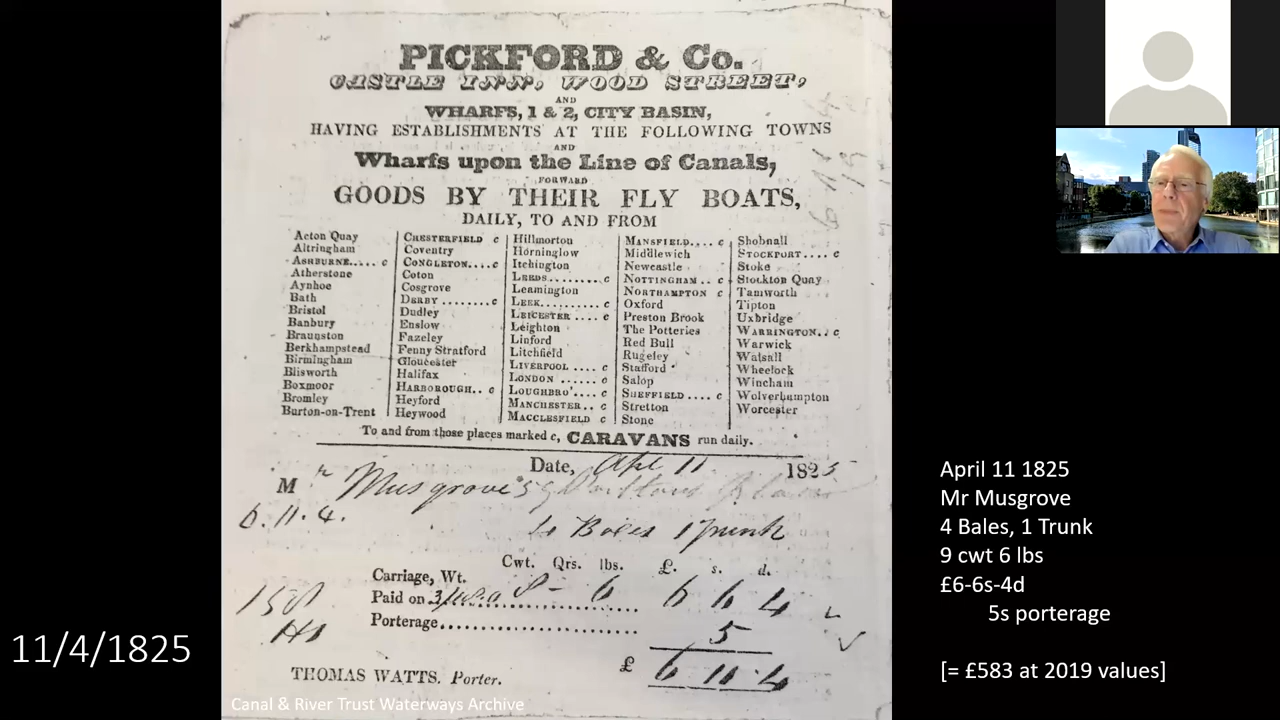 PICKFORD & Co.
CASTLE INN, WOOD STREET,
AND
WHARFS, 1 & 2, CITY BASIN,
HAVING ESTABLISHMENTS AT THE FOLLOWING TOWNS
AND
Wharfs upon the Line of Canals,
FORWARD
GOODS BY THEIR FLY BOATS,
DAILY, TO AND FROM
Acton Quay
Altringham
ASHBURNE..... c
Atherstone
Aynhoe
Bath
Bristol
Banbury
Braunston
Berkhampstead
Birmingham
Blisworth
Boxmoor
Bromley
Burton-on-Trent
CHESTERFIELD c
Coventry
CONGLETON.... c
Coton
Cosgrove
DERBY ........ c
Dudley
Enslow
Fazeley
Fenny Stratford
Gloucester
Halifax
HARBOROUGH.. c
Heyford
Heywood
Hillmorton
Horninglow
Itchington
LEEDS........ c
Leamington
LEEK.......... c
LEICESTER .... c
Leighton
Linford
Litchfield
LIVERPOOL .... c
LONDON ...... c
LOUGHBRO'.... c
MANCHESTER.. c
MACCLESFIELD c
MANSFIELD.... c
Middlewich
Newcastle
NOTTINGHAM.. c
NORTHAMPTON c
Oxford
Preston Brook
The Potteries
Red Bull
Rugeley
Stafford
Salop
SHEFFIELD .... c
Stretton
Stone
Shobnall
STOCKPORT.... c
Stoke
Stockton Quay
Tamworth
Tipton
Uxbridge
WARRINGTON.. c
Warwick
Walsall
Wheelock
Wincham
Wolverhampton
Worcester
To and from those places marked c, CARAVANS run daily.
Date, Apl 11 1825
Mr Musgrove
6.11.4.
4 Bales 1 Trunk
Cwt. Qrs. lbs. £. s. d.
Carriage, Wt.
Paid on 6 6 6 4
Porterage 5
£ 6 11 4
THOMAS WATTS. Porter.
Canal & River Trust Waterways Archive
11/4/1825
April 11 1825
Mr Musgrove
4 Bales, 1 Trunk
9 cwt 6 lbs
£6-6s-4d
5s porterage
[= £583 at 2019 values]